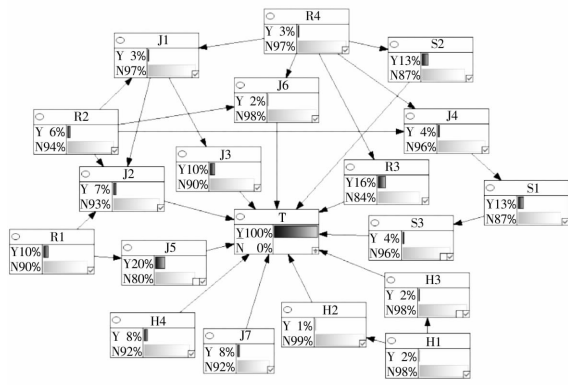 R4
Y 3%
N97%
J1
Y 3%
N97%
S2
Y13%
N87%
J6
Y 2%
N98%
R2
Y 6%
N94%
J4
Y 4%
N96%
J3
Y10%
N90%
J2
Y 7%
N93%
R3
Y16%
N84%
S1
Y13%
N87%
T
Y100%
N 0%
S3
Y 4%
N96%
R1
Y10%
N90%
J5
Y20%
N80%
H3
Y 2%
N98%
H2
Y 1%
N99%
H4
Y 8%
N92%
J7
Y 8%
N92%
H1
Y 2%
N98%